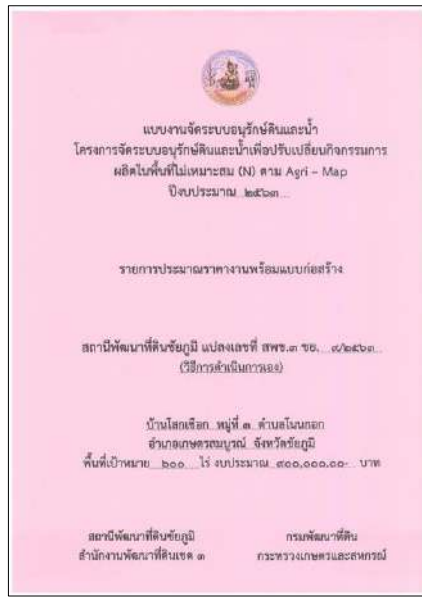 แบบงานจัดระบบอนุรักษ์ดินและน้ำ
โครงการจัดระบบอนุรักษ์ดินและน้ำเพื่อปรับเปลี่ยนกิจกรรมการ
ผลิตในพื้นที่ไม่เหมาะสม (N) ตาม Agri – Map
ปีงบประมาณ ๒๕๖๓
รายการประมาณราคางานพร้อมแบบก่อสร้าง
สถานีพัฒนาที่ดินชัยภูมิ แปลงเลขที่ สพข.๓ ชย. /๒๕๖๓
(วิธีการดำเนินการเอง)
บ้านโสกเชือก หมู่ที่ ๓ ตำบลโนนกอก
อำเภอเกษตรสมบูรณ์ จังหวัดชัยภูมิ
พื้นที่เป้าหมาย ๖๐๐ ไร่ งบประมาณ ๙๐๐,๐๐๐.๐๐- บาท
สถานีพัฒนาที่ดินชัยภูมิ กรมพัฒนาที่ดิน
สำนักงานพัฒนาที่ดินเขต ๓ กระทรวงเกษตรและสหกรณ์